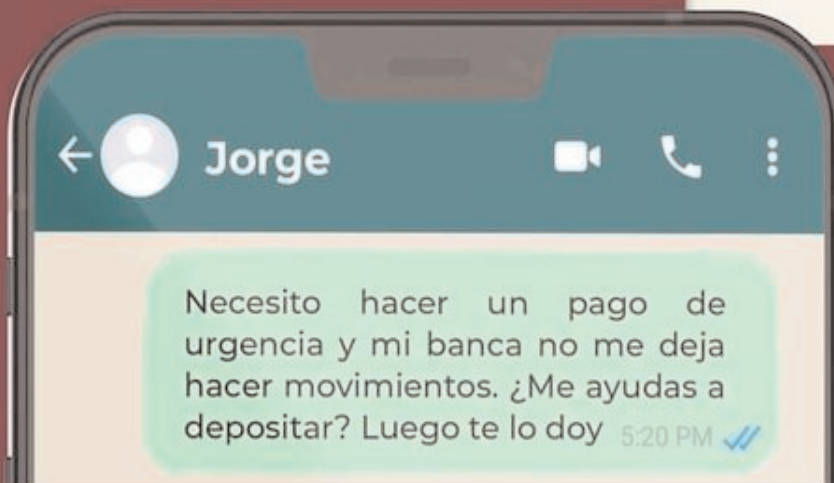 Jorge
Necesito hacer un pago de
urgencia y mi banca no me deja
hacer movimientos. ¿Me ayudas a
depositar? Luego te lo doy 5:20 PM